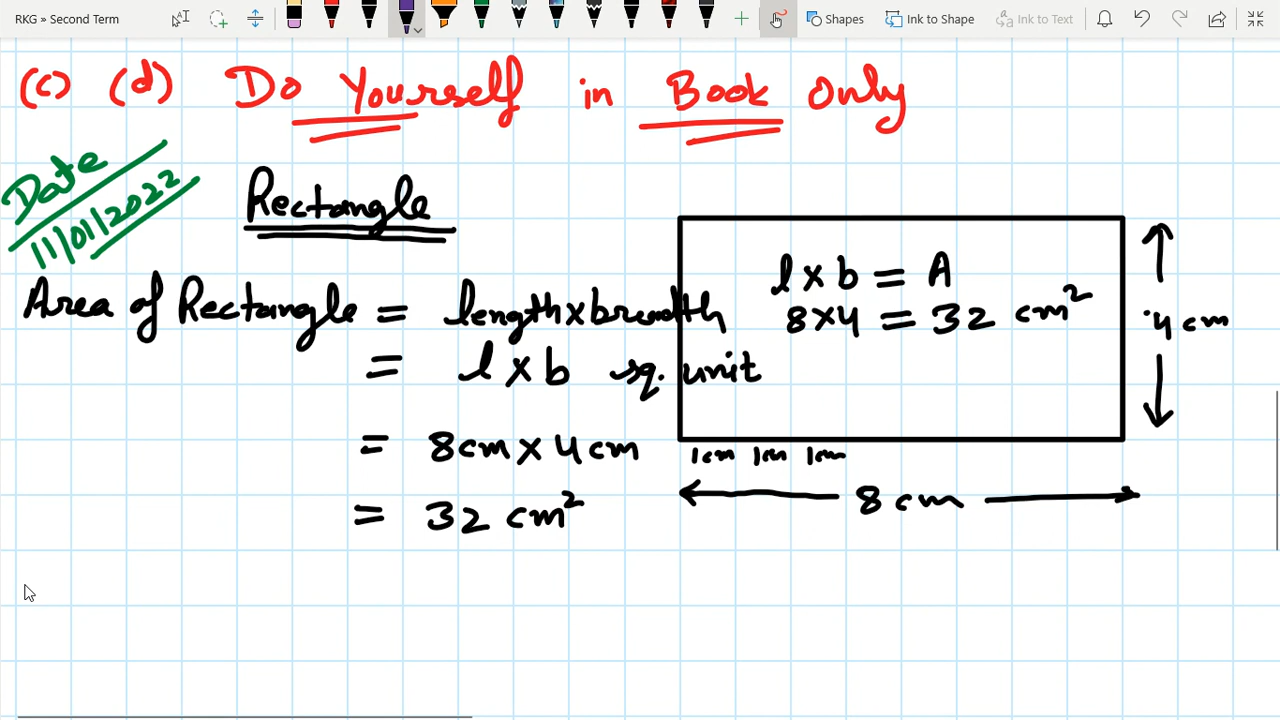 RKG » Second Term
Shapes
Ink to Shape
Ink to Text
(c) (d) Do Yourself in Book Only
Date
11/01/2022
Rectangle
Area of Rectangle = length x breadth
= l x b sq. unit
= 8cm x 4cm
= 32 cm²
l x b = A
8 x 4 = 32 cm²
4 cm
1cm 1cm 1cm
8 cm